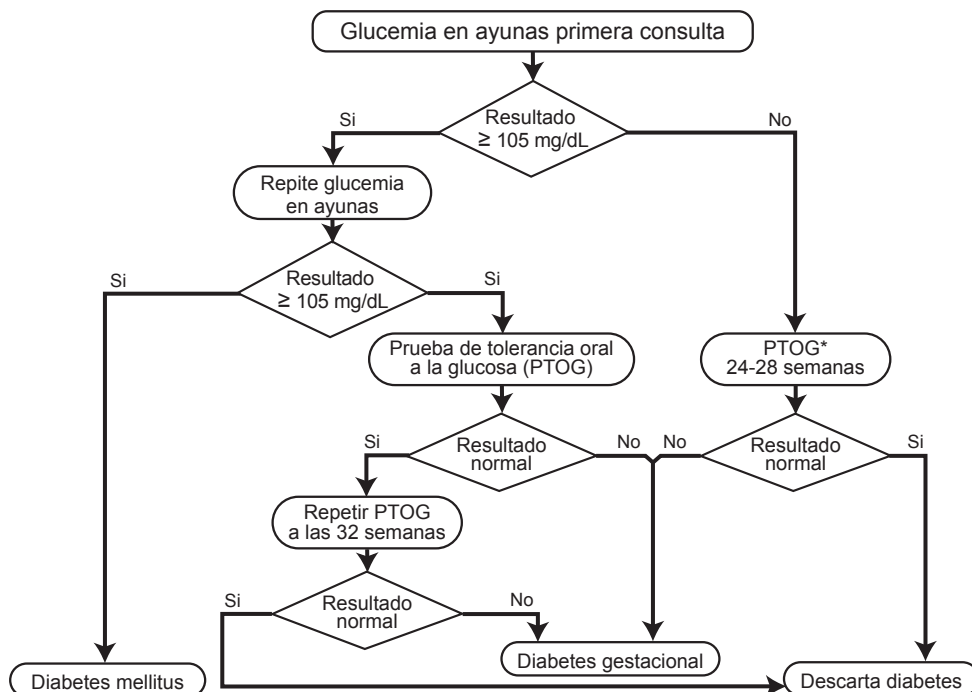 Glucemia en ayunas primera consulta
Si
Resultado
≥ 105 mg/dL
No
Repite glucemia
en ayunas
Si
Resultado
≥ 105 mg/dL
Si
Prueba de tolerancia oral
a la glucosa (PTOG)
PTOG*
24-28 semanas
Si
Resultado
normal
No
No
Resultado
normal
Si
Repetir PTOG
a las 32 semanas
Si
Resultado
normal
No
Diabetes mellitus
Diabetes gestacional
Descarta diabetes